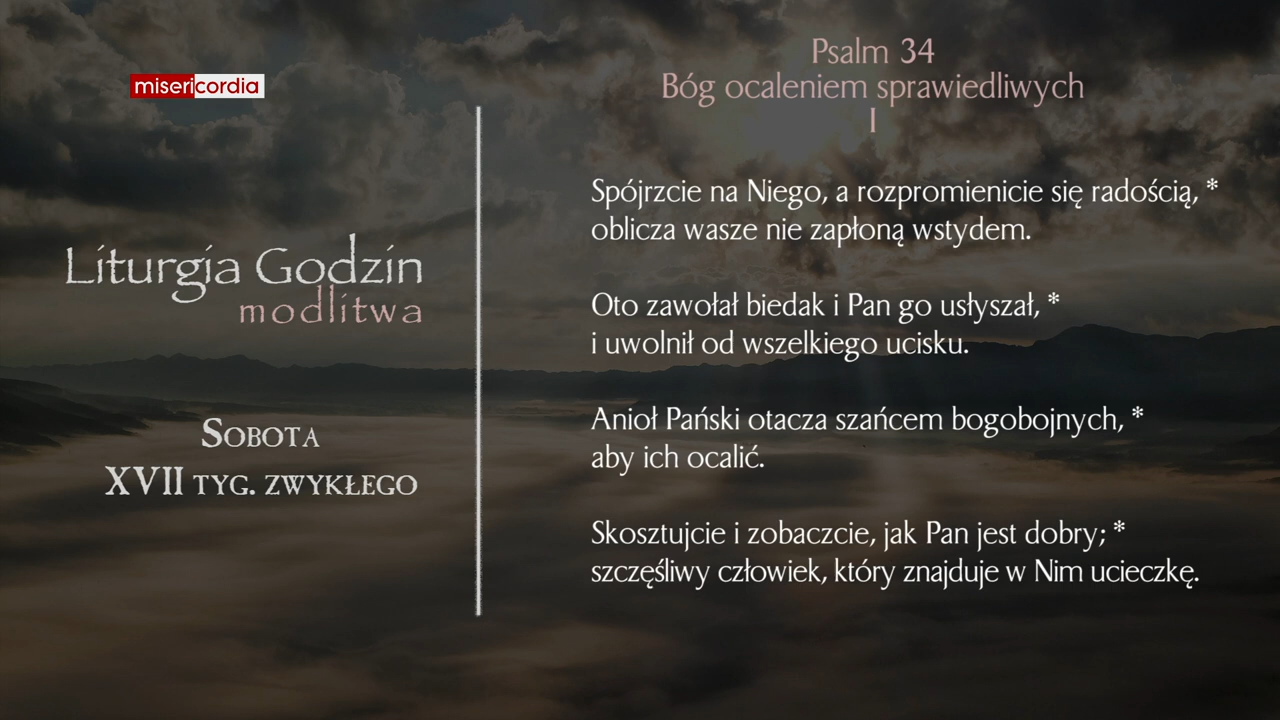 misericordia
Liturgia Godzin
modlitwa
Sobota
XVII tyg. zwykłego
Psalm 34
Bóg ocaleniem sprawiedliwych
I
Spójrzcie na Niego, a rozpromienicie się radością, *
oblicza wasze nie zapłoną wstydem.
Oto zawołał biedak i Pan go usłyszał, *
i uwolnił od wszelkiego ucisku.
Anioł Pański otacza szańcem bogobojnych, *
aby ich ocalić.
Skosztujcie i zobaczcie, jak Pan jest dobry; *
szczęśliwy człowiek, który znajduje w Nim ucieczkę.